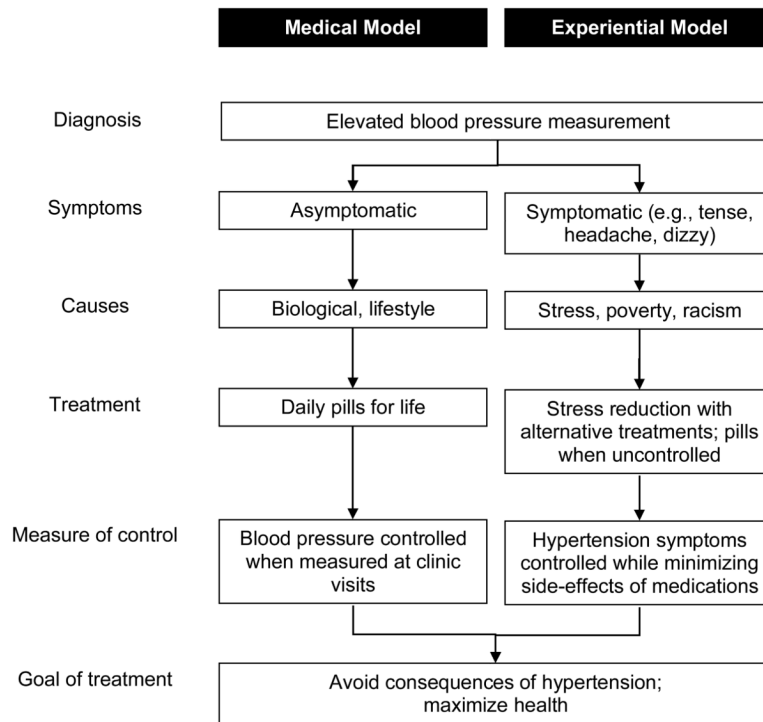 Medical Model
Experiential Model
Diagnosis
Elevated blood pressure measurement
Symptoms
Asymptomatic
Symptomatic (e.g., tense,
headache, dizzy)
Causes
Biological, lifestyle
Stress, poverty, racism
Treatment
Daily pills for life
Stress reduction with
alternative treatments; pills
when uncontrolled
Measure of control
Blood pressure controlled
when measured at clinic
visits
Hypertension symptoms
controlled while minimizing
side-effects of medications
Goal of treatment
Avoid consequences of hypertension;
maximize health